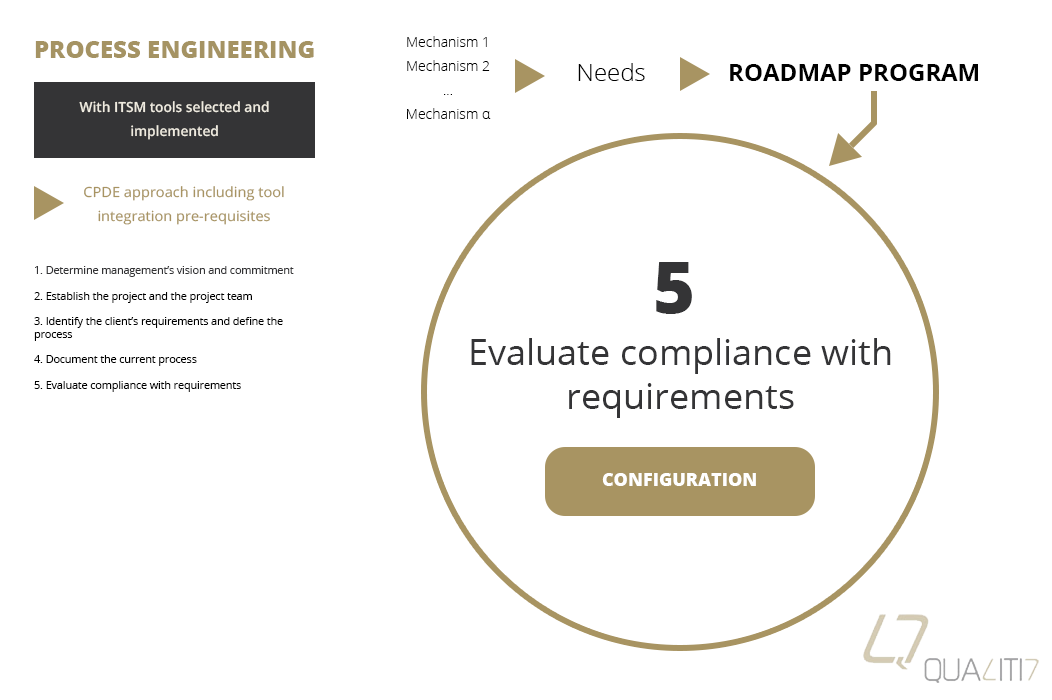 PROCESS ENGINEERING
With ITSM tools selected and
implemented
CPDE approach including tool
integration pre-requisites
1. Determine management’s vision and commitment
2. Establish the project and the project team
3. Identify the client’s requirements and define the
process
4. Document the current process
5. Evaluate compliance with requirements
Mechanism 1
Mechanism 2
...
Mechanism α
Needs
ROADMAP PROGRAM
5
Evaluate compliance with
requirements
CONFIGURATION
QUALITI7